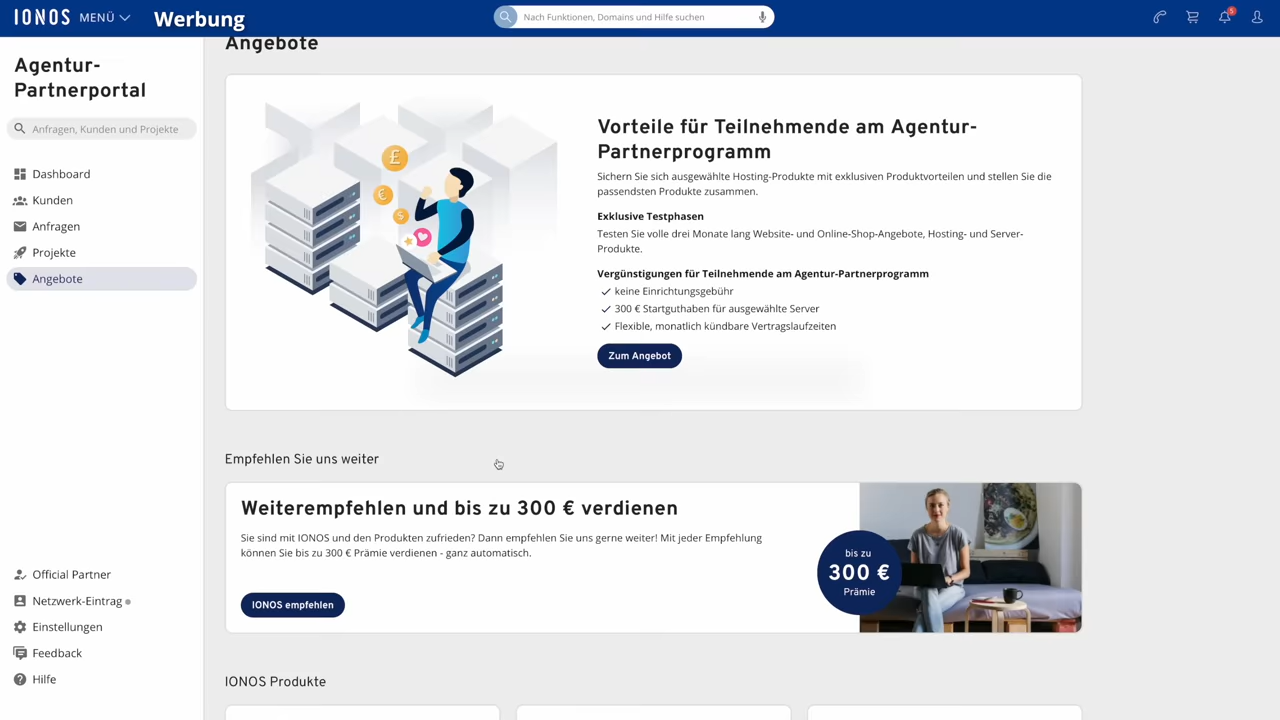 IONOS MENÜ Werbung
Nach Funktionen, Domains und Hilfe suchen
5
Agentur-
Partnerportal
Anfragen, Kunden und Projekte
Dashboard
Kunden
Anfragen
Projekte
Angebote
Official Partner
Netzwerk-Eintrag
Einstellungen
Feedback
Hilfe
Angebote
£
€
$
Vorteile für Teilnehmende am Agentur-
Partnerprogramm
Sichern Sie sich ausgewählte Hosting-Produkte mit exklusiven Produktvorteilen und stellen Sie die
passendsten Produkte zusammen.
Exklusive Testphasen
Testen Sie volle drei Monate lang Website- und Online-Shop-Angebote, Hosting- und Server-
Produkte.
Vergünstigungen für Teilnehmende am Agentur-Partnerprogramm
keine Einrichtungsgebühr
300 € Startguthaben für ausgewählte Server
Flexible, monatlich kündbare Vertragslaufzeiten
Zum Angebot
Empfehlen Sie uns weiter
Weiterempfehlen und bis zu 300 € verdienen
Sie sind mit IONOS und den Produkten zufrieden? Dann empfehlen Sie uns gerne weiter! Mit jeder Empfehlung
können Sie bis zu 300 € Prämie verdienen - ganz automatisch.
IONOS empfehlen
bis zu
300 €
Prämie
IONOS Produkte